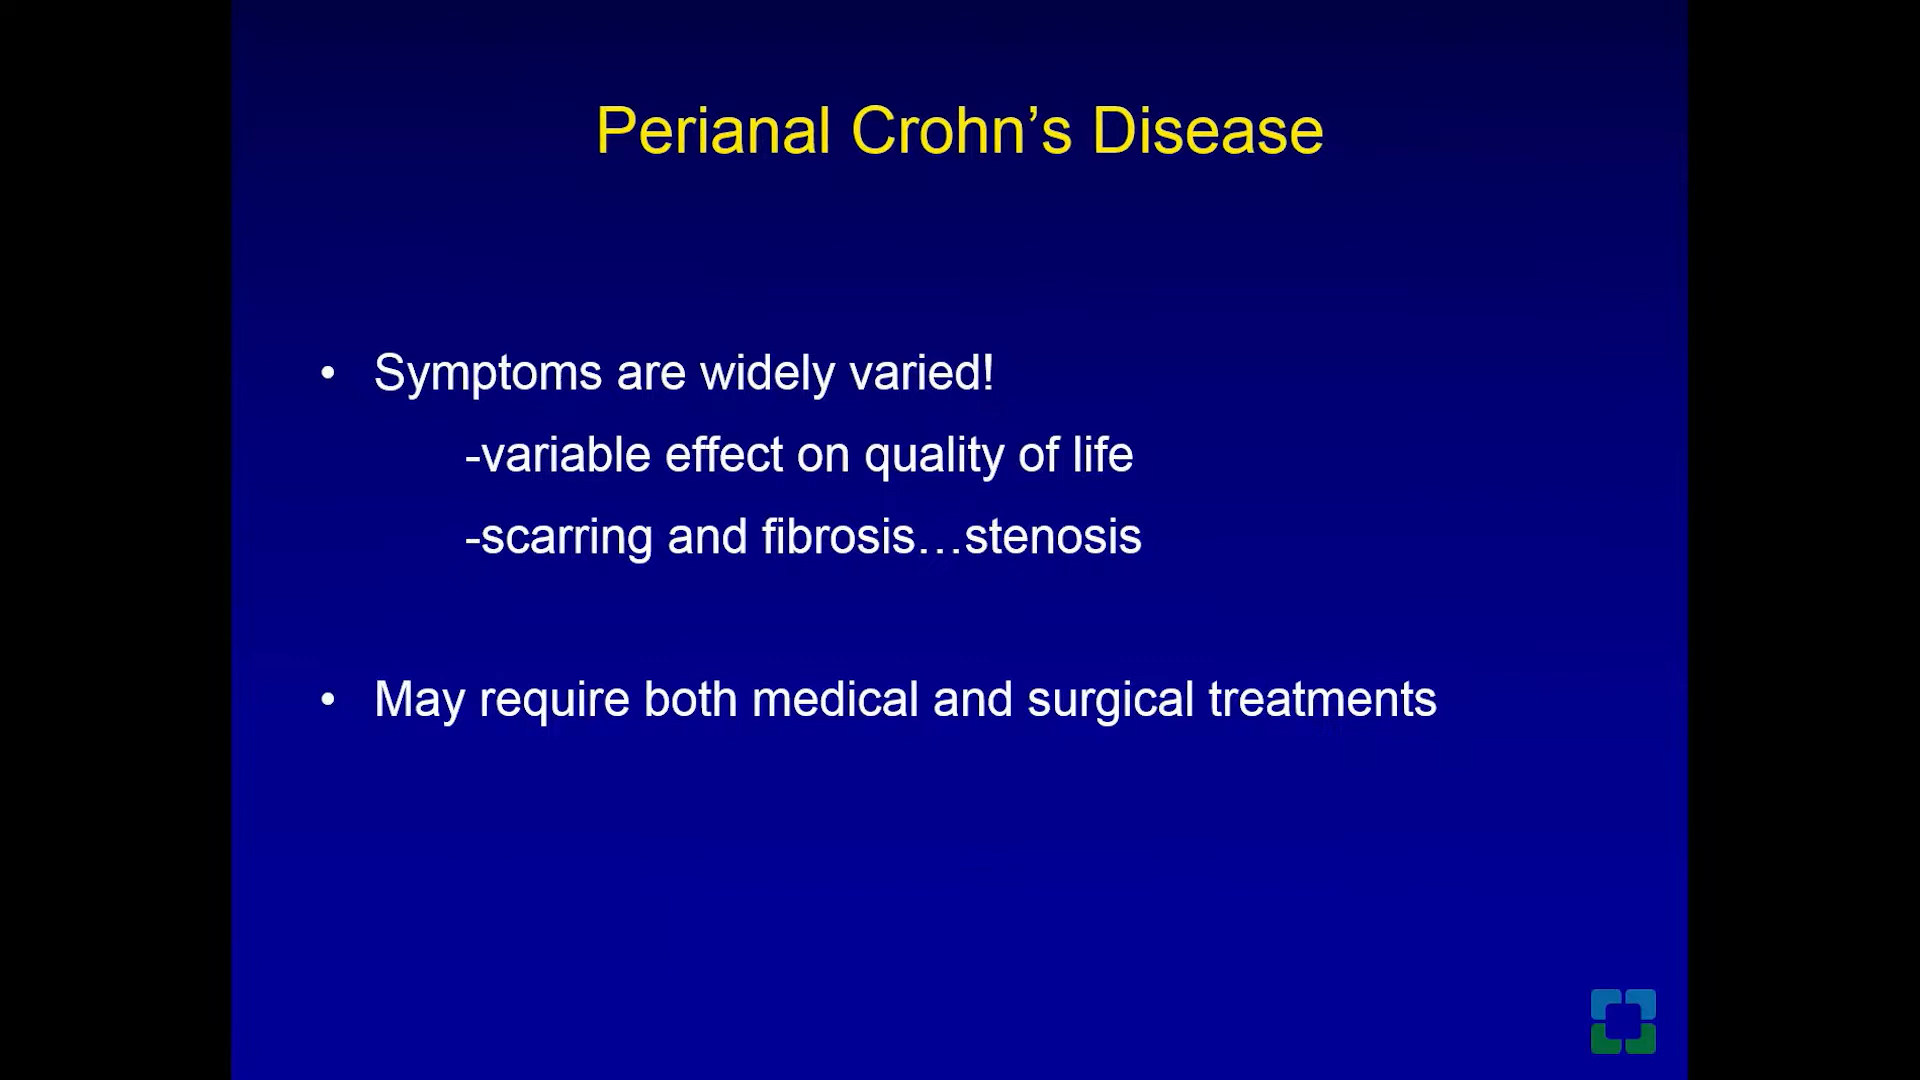 Perianal Crohn’s Disease
• Symptoms are widely varied!
-variable effect on quality of life
-scarring and fibrosis…stenosis
• May require both medical and surgical treatments